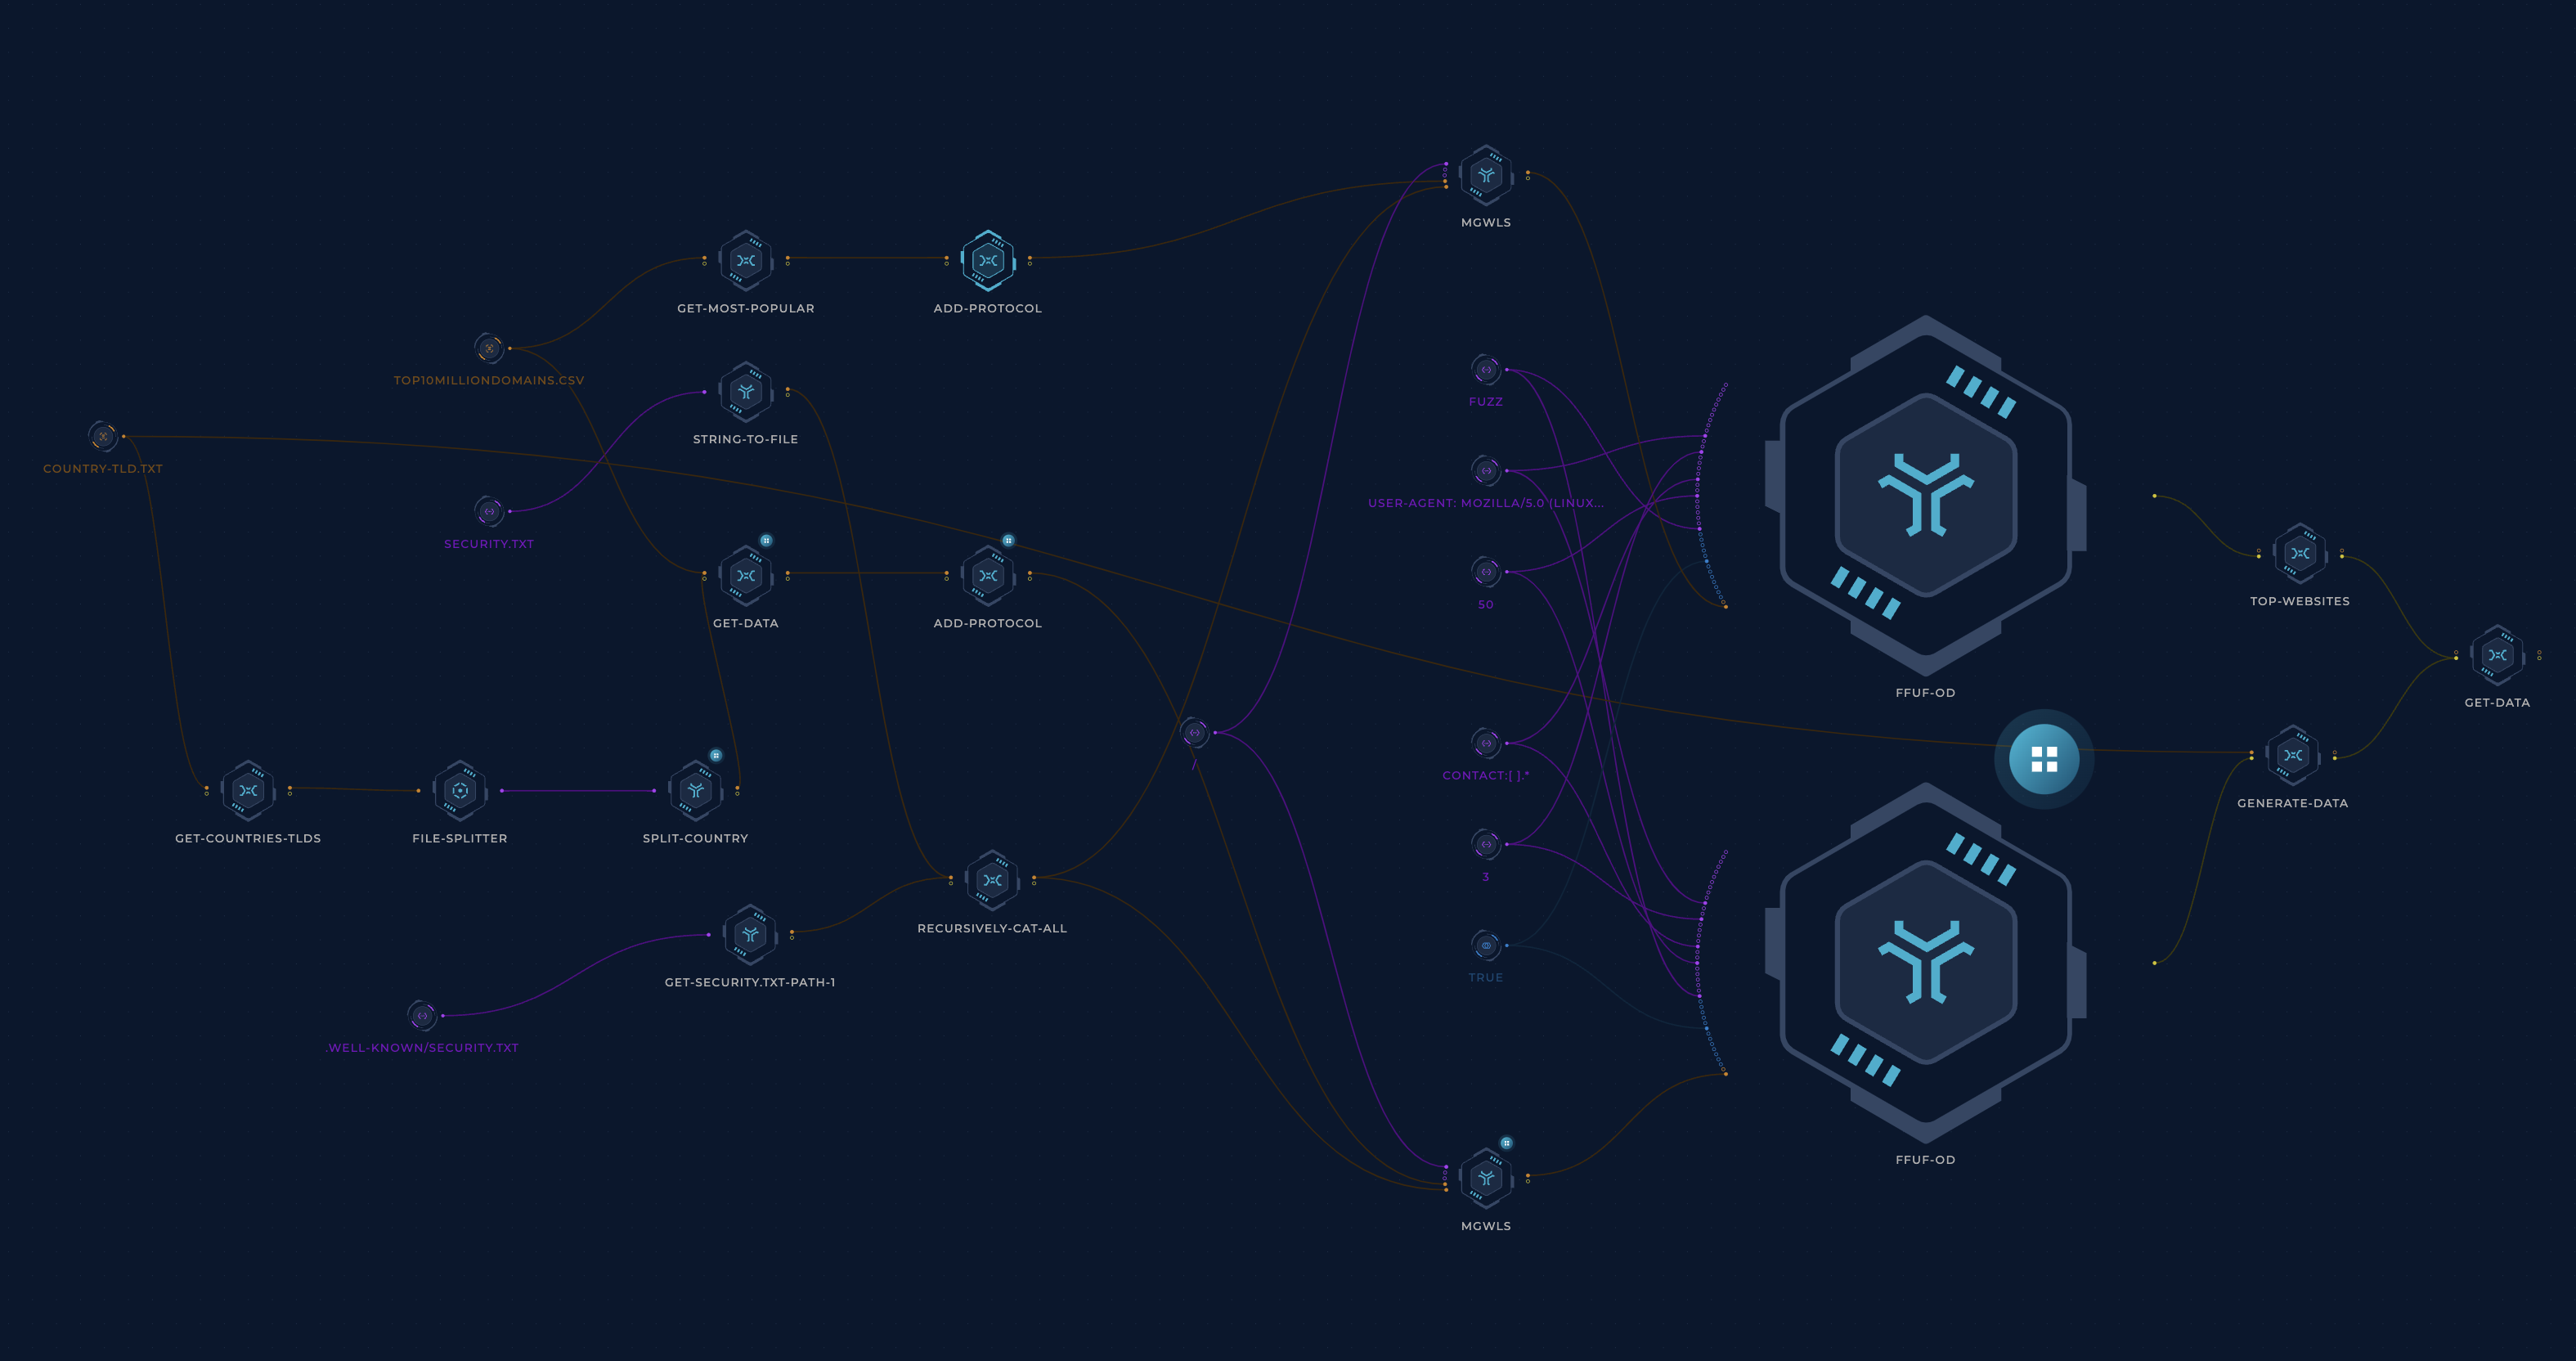 MGWLS
GET-MOST-POPULAR
ADD-PROTOCOL
TOP10MILLIONDOMAINS.CSV
FUZZ
STRING-TO-FILE
COUNTRY-TLD.TXT
USER-AGENT: MOZILLA/5.0 (LINUX...
SECURITY.TXT
TOP-WEBSITES
50
GET-DATA
ADD-PROTOCOL
FFUF-OD
GET-DATA
/
CONTACT:[ ].*
GENERATE-DATA
GET-COUNTRIES-TLDS
FILE-SPLITTER
SPLIT-COUNTRY
3
RECURSIVELY-CAT-ALL
TRUE
GET-SECURITY.TXT-PATH-1
.WELL-KNOWN/SECURITY.TXT
FFUF-OD
MGWLS